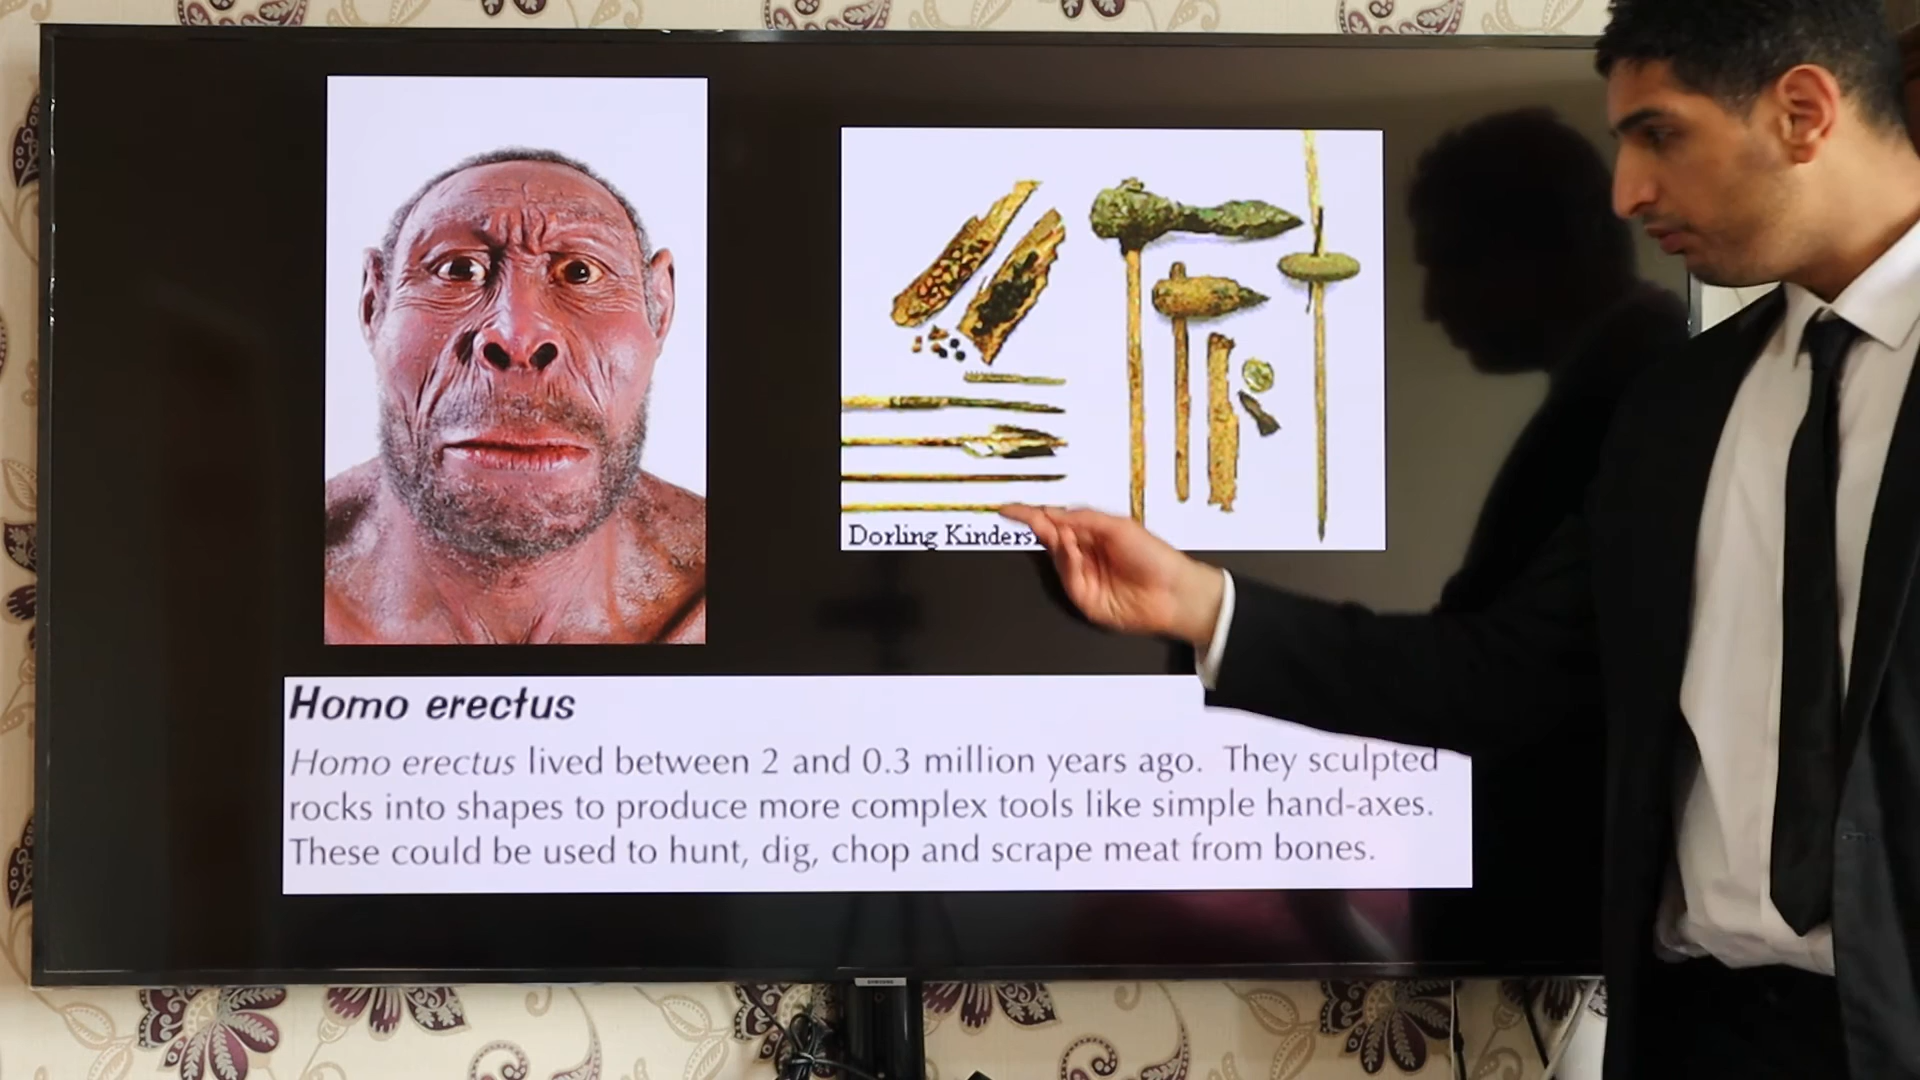 Dorling Kinders
Homo erectus
Homo erectus lived between 2 and 0.3 million years ago. They sculpted
rocks into shapes to produce more complex tools like simple hand-axes.
These could be used to hunt, dig, chop and scrape meat from bones.
SAMSUNG